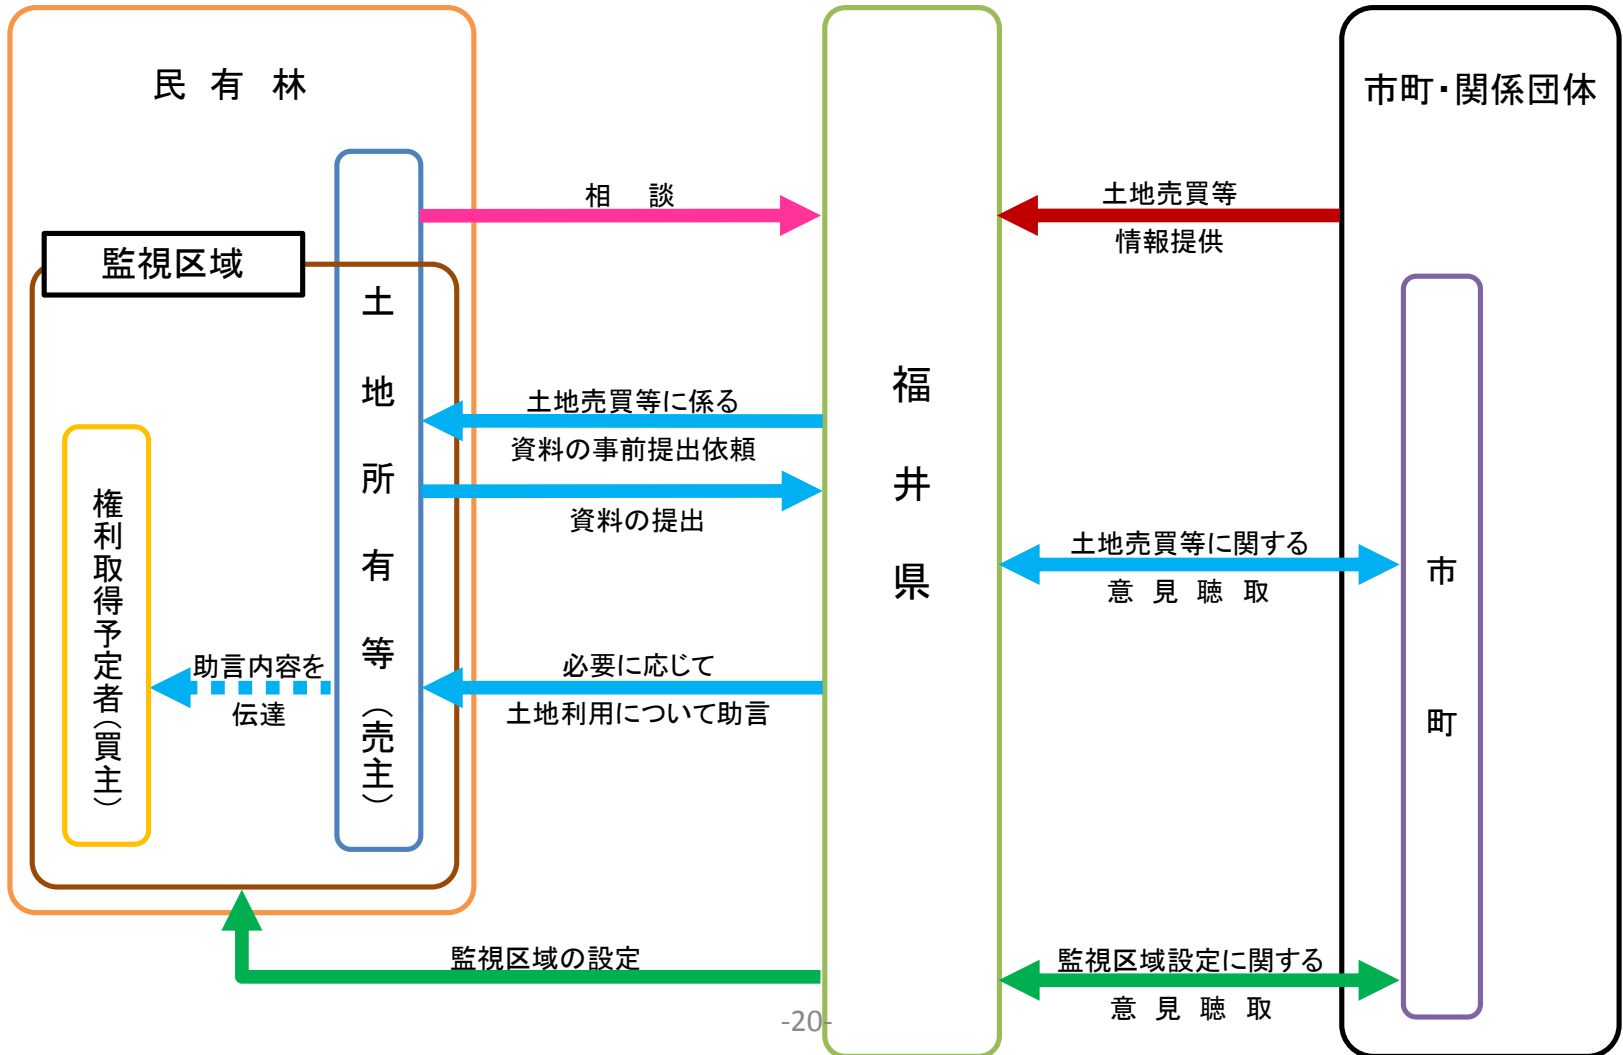 民 有 林
監視区域
土地所有等（売主）
権利取得予定者（買主）
助言内容を
伝達
相 談
土地売買等に係る
資料の事前提出依頼
資料の提出
必要に応じて
土地利用について助言
監視区域の設定
福井県
市町・関係団体
土地売買等
情報提供
土地売買等に関する
意 見 聴 取
市町
監視区域設定に関する
意 見 聴 取
-20-